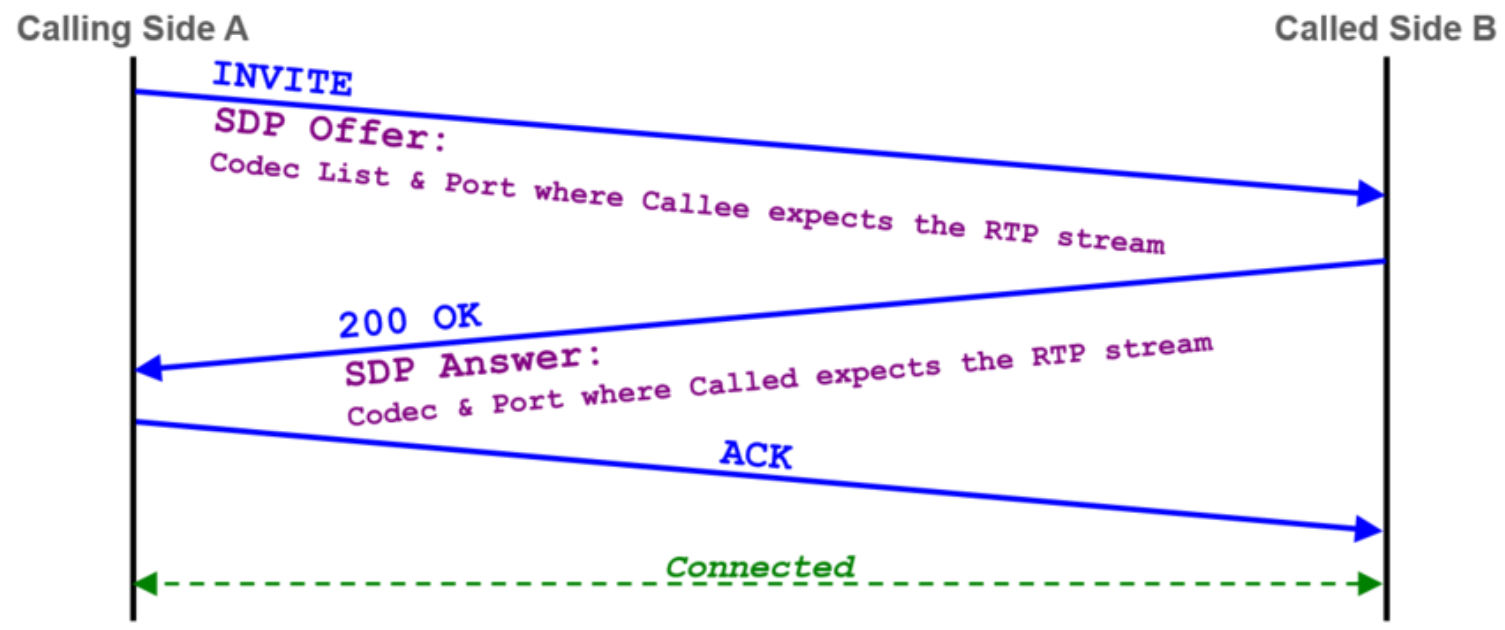 Calling Side A
Called Side B
INVITE
SDP Offer:
Codec List & Port where Callee expects the RTP stream
200 OK
SDP Answer:
Codec & Port where Called expects the RTP stream
ACK
Connected